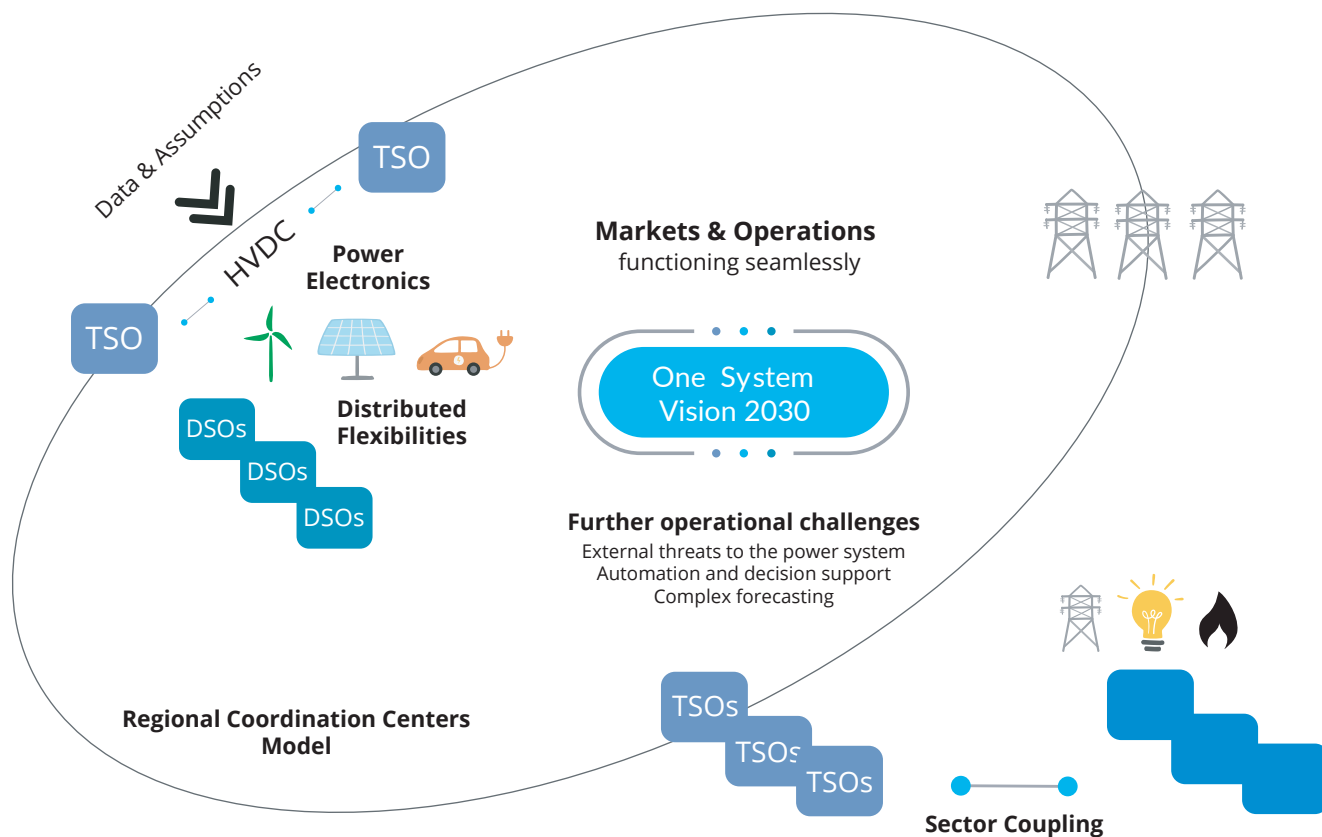 Data & Assumptions
TSO
HVDC
TSO
Power
Electronics
Markets & Operations
functioning seamlessly
One System
Vision 2030
Distributed
Flexibilities
DSOs
DSOs
DSOs
Further operational challenges
External threats to the power system
Automation and decision support
Complex forecasting
Regional Coordination Centers
Model
TSOs
TSOs
TSOs
Sector Coupling